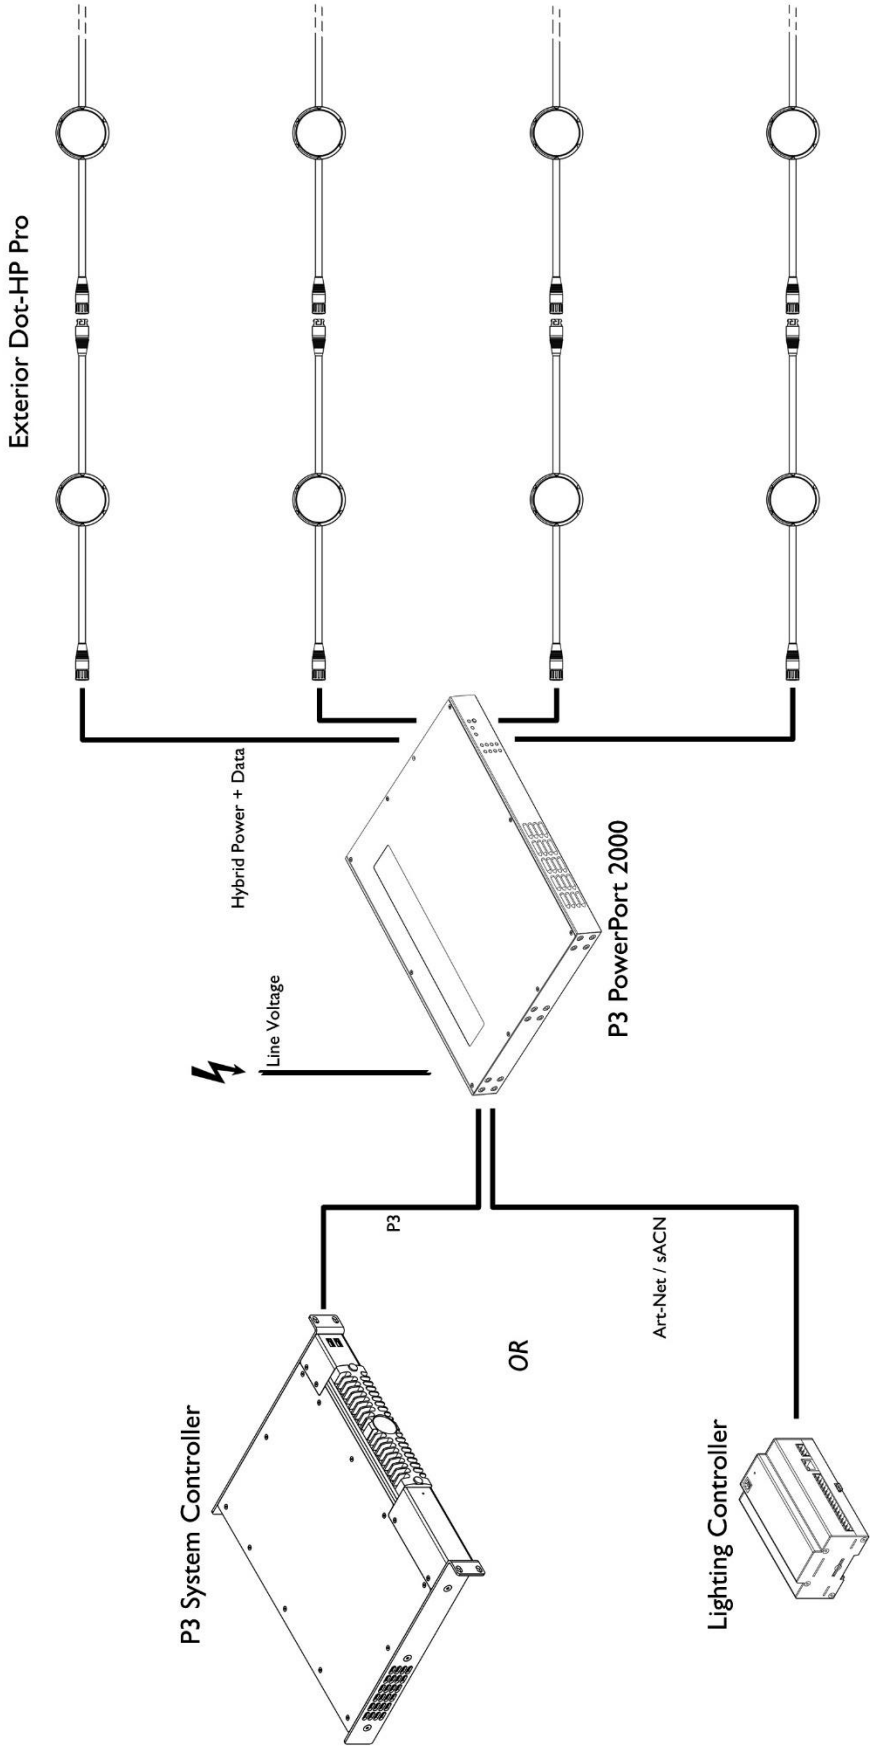 Exterior Dot-HP Pro
Hybrid Power + Data
Line Voltage
P3 PowerPort 2000
P3
Art-Net / sACN
OR
P3 System Controller
Lighting Controller